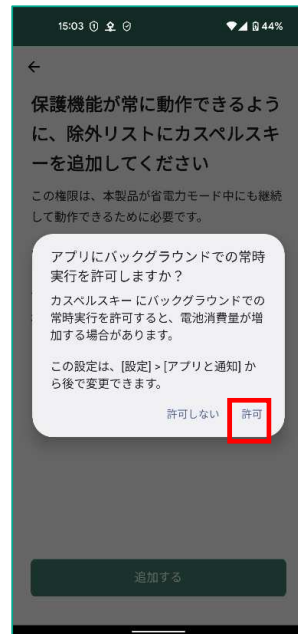 15:03
44%
保護機能が常に動作できるよう
に、除外リストにカスペルスキ
ーを追加してください
この権限は、本製品が省電力モード中にも継続
して動作できるために必要です。
アプリにバックグラウンドでの常時
実行を許可しますか？
カスペルスキー にバックグラウンドでの
常時実行を許可すると、電池消費量が増
加する場合があります。
この設定は、[設定] > [アプリと通知] か
ら後で変更できます。
許可しない 許可
追加する